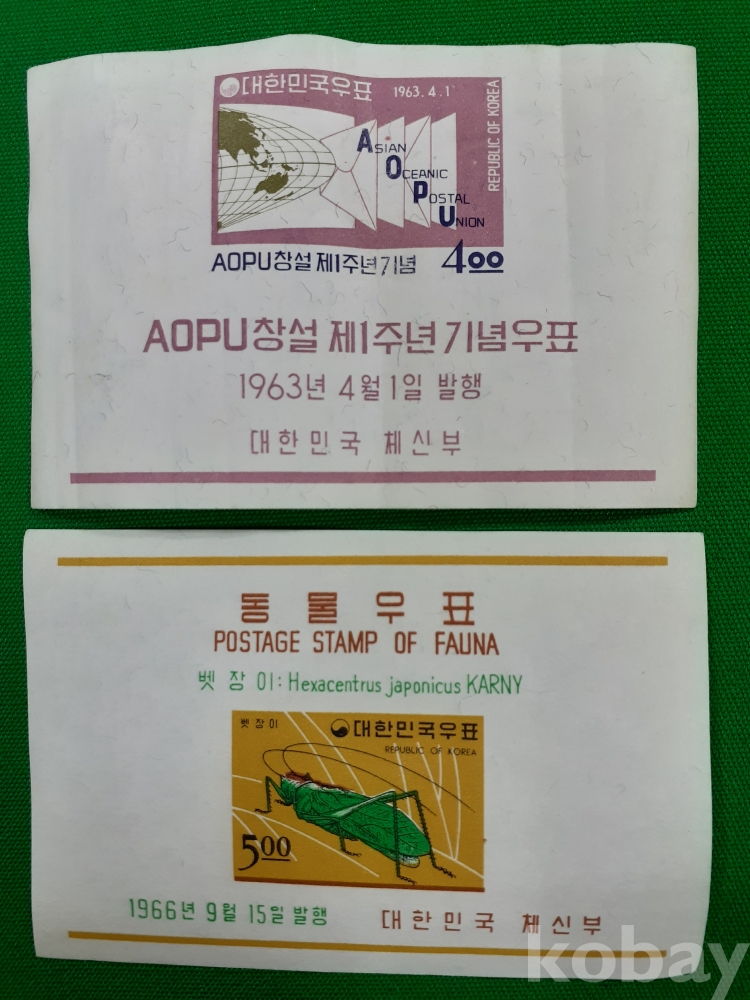 대한민국우표 1963.4.1
REPUBLIC OF KOREA
ASIAN
OCEANIC
POSTAL
UNION
AOPU창설 제1주년기념 400
AOPU창설 제1주년기념우표
1963년 4월 1일 발행
대한민국 체신부
동물우표
POSTAGE STAMP OF FAUNA
벳장이: Hexacentrus japonicus KARNY
벳장이 대한민국우표
REPUBLIC OF KOREA
500
1966년 9월 15일 발행 대한민국 체신부
kobay